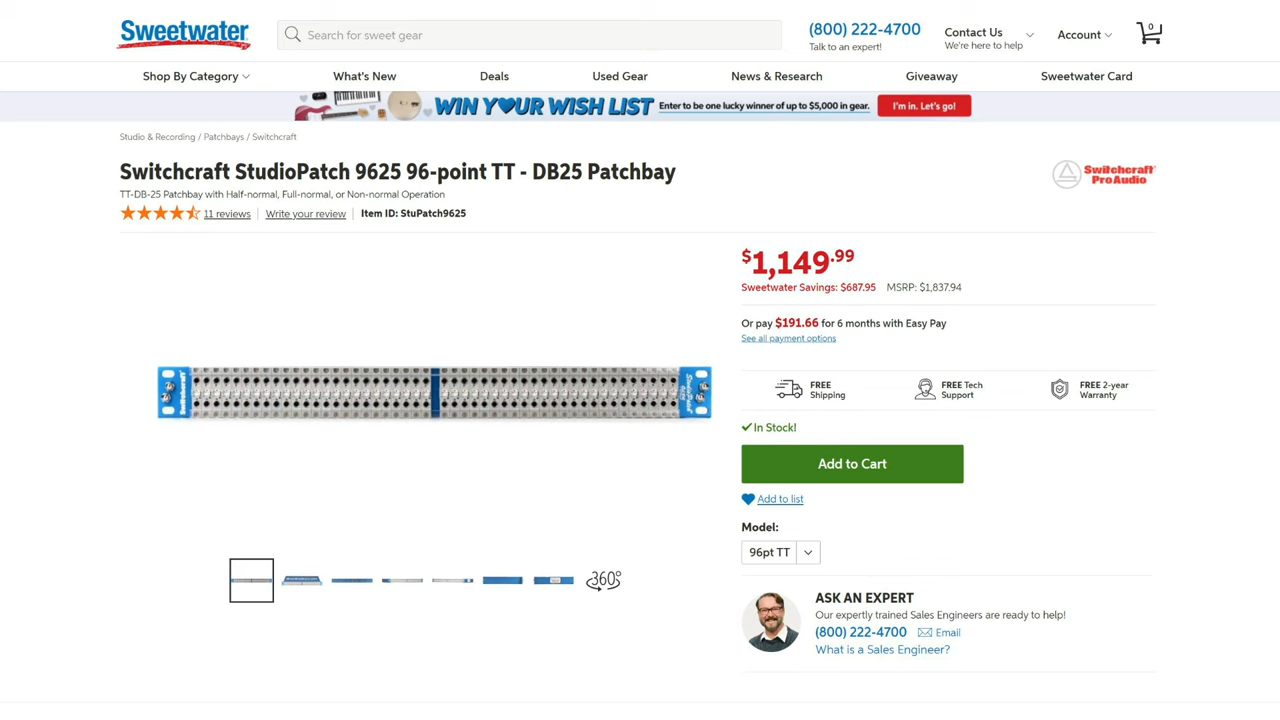 Sweetwater
Search for sweet gear
(800) 222-4700
Talk to an expert!
Contact Us
We're here to help
Account
0
Shop By Category
What's New
Deals
Used Gear
News & Research
Giveaway
Sweetwater Card
WIN YOUR WISH LIST Enter to be one lucky winner of up to $5,000 in gear. I'm in. Let's go!
Studio & Recording / Patchbays / Switchcraft
Switchcraft StudioPatch 9625 96-point TT - DB25 Patchbay
TT-DB-25 Patchbay with Half-normal, Full-normal, or Non-normal Operation
11 reviews | Write your review | Item ID: StuPatch9625
Switchcraft
ProAudio
$1,149.99
Sweetwater Savings: $687.95 MSRP: $1,837.94
Or pay $191.66 for 6 months with Easy Pay
See all payment options
FREE
Shipping
FREE Tech
Support
FREE 2-year
Warranty
In Stock!
Add to Cart
Add to list
Model:
96pt TT
Switchcraft
StudioPatch
360°
ASK AN EXPERT
Our expertly trained Sales Engineers are ready to help!
(800) 222-4700 Email
What is a Sales Engineer?